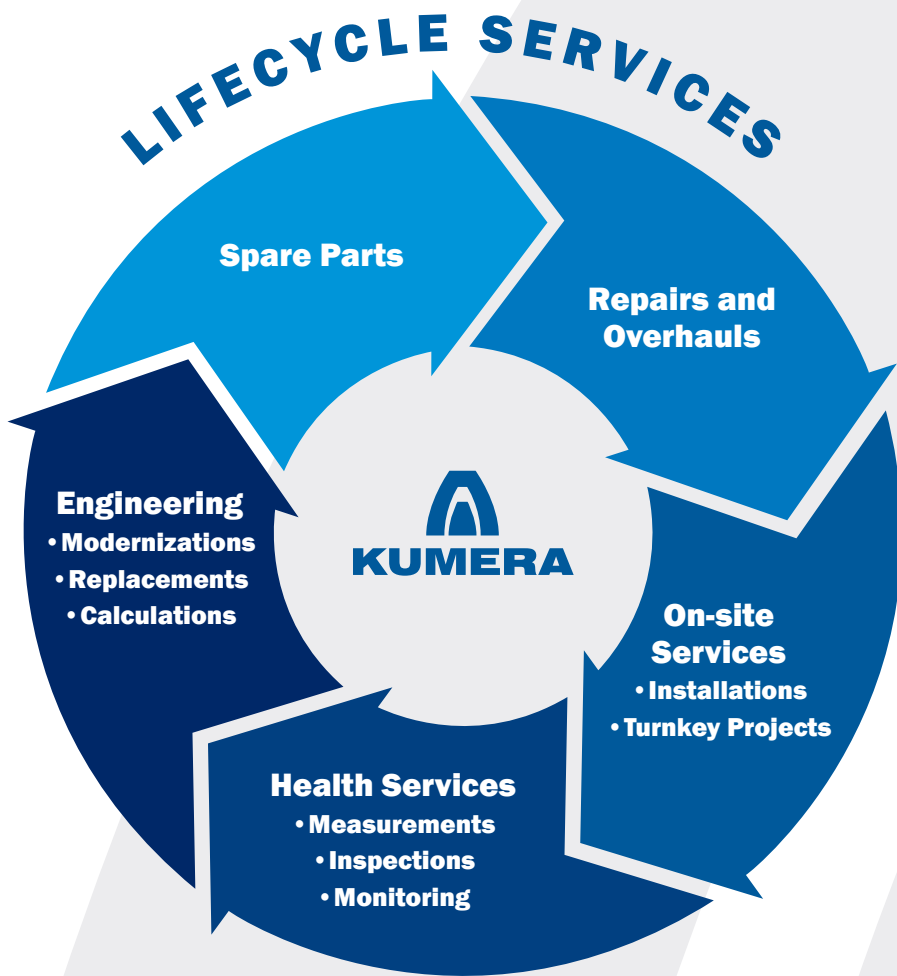 LIFECYCLE SERVICES
Spare Parts
Repairs and
Overhauls
On-site
Services
• Installations
• Turnkey Projects
Health Services
• Measurements
• Inspections
• Monitoring
Engineering
• Modernizations
• Replacements
• Calculations
KUMERA